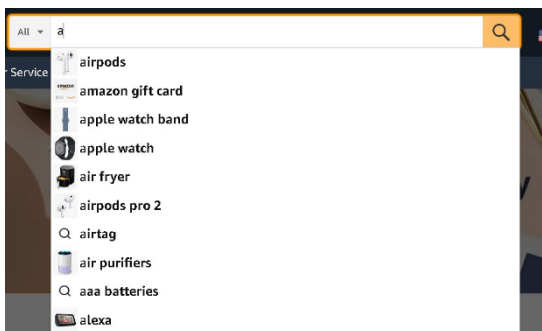 All
a
Service
airpods
amazon gift card
apple watch band
apple watch
air fryer
airpods pro 2
airtag
air purifiers
aaa batteries
alexa